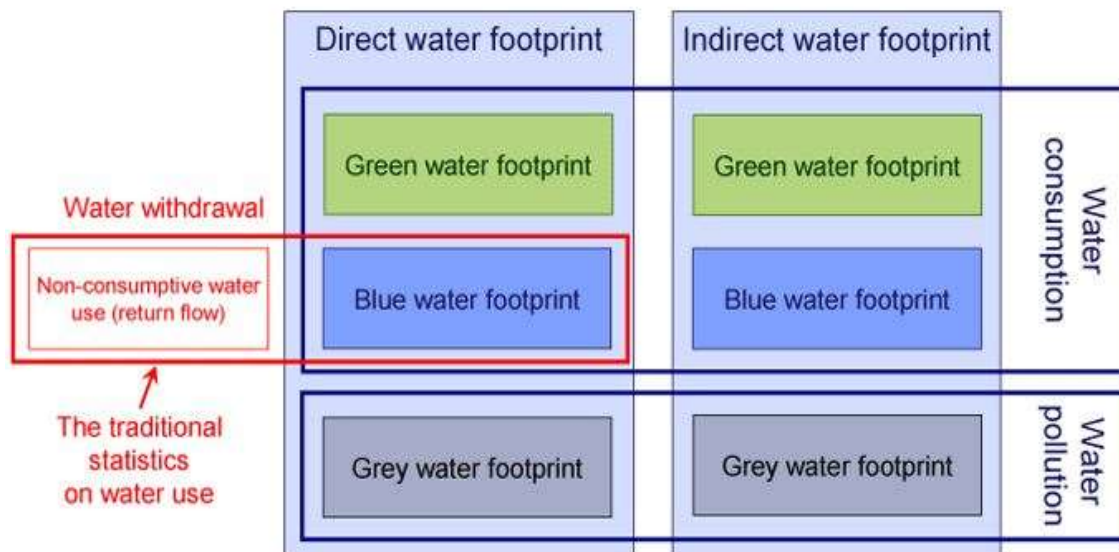 Direct water footprint
Indirect water footprint
Green water footprint
Green water footprint
Water
consumption
Water withdrawal
Non-consumptive water
use (return flow)
Blue water footprint
Blue water footprint
The traditional
statistics
on water use
Grey water footprint
Grey water footprint
Water
pollution